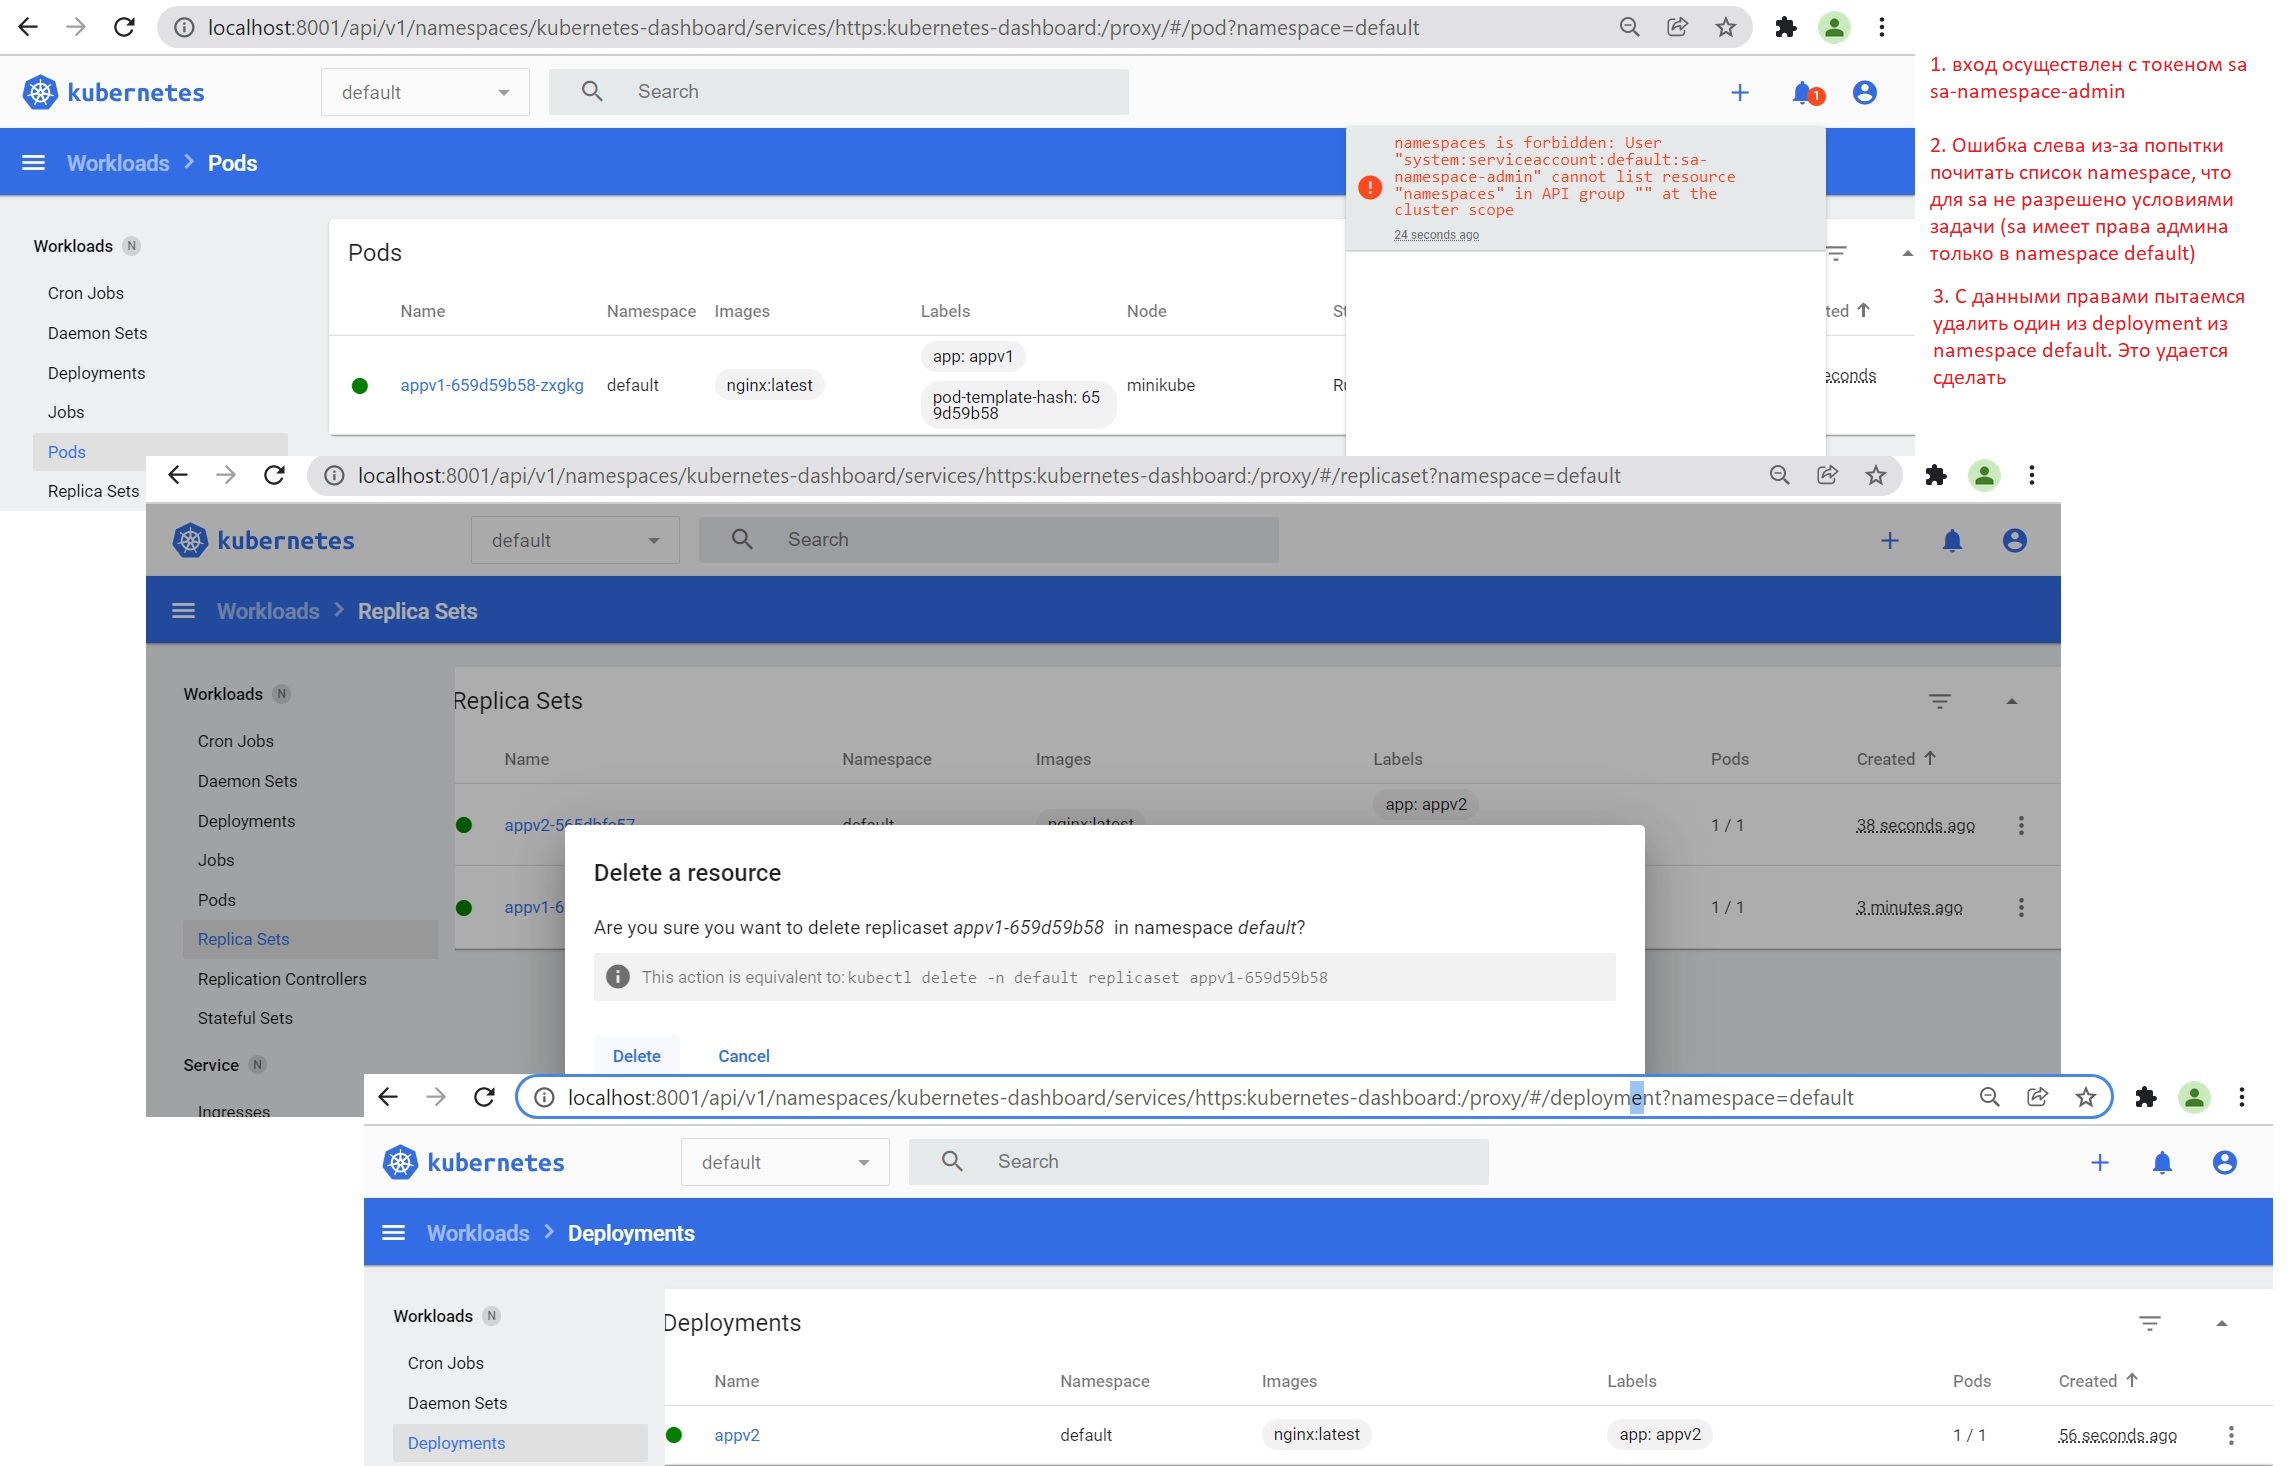 localhost:8001/api/v1/namespaces/kubernetes-dashboard/services/https:kubernetes-dashboard:/proxy/#/pod?namespace=default
kubernetes
default
Search
1
Workloads > Pods
namespaces is forbidden: User
"system:serviceaccount:default:sa-
namespace-admin" cannot list resource
"namespaces" in API group "" at the
cluster scope
24 seconds ago
1. вход осуществлен с токеном sa
sa-namespace-admin
2. Ошибка слева из-за попытки
почитать список namespace, что
для sa не разрешено условиями
задачи (sa имеет права админа
только в namespace default)
3. С данными правами пытаемся
удалить один из deployment из
namespace default. Это удается
сделать
Workloads N
Cron Jobs
Daemon Sets
Deployments
Jobs
Pods
Replica Sets
Pods
Name Namespace Images Labels Node St ted
appv1-659d59b58-zxgkg default nginx:latest app: appv1 minikube Ru econds
pod-template-hash: 65
9d59b58
localhost:8001/api/v1/namespaces/kubernetes-dashboard/services/https:kubernetes-dashboard:/proxy/#/replicaset?namespace=default
kubernetes
default
Search
Workloads > Replica Sets
Workloads N
Cron Jobs
Daemon Sets
Deployments
Jobs
Pods
Replica Sets
Replication Controllers
Stateful Sets
Service N
Ingresses
Replica Sets
Name Namespace Images Labels Pods Created
appv2-565dbfc57 default nginx:latest app: appv2 1 / 1 38 seconds ago
appv1-6 1 / 1 3 minutes ago
Delete a resource
Are you sure you want to delete replicaset appv1-659d59b58 in namespace default?
This action is equivalent to: kubectl delete -n default replicaset appv1-659d59b58
Delete Cancel
localhost:8001/api/v1/namespaces/kubernetes-dashboard/services/https:kubernetes-dashboard:/proxy/#/deployment?namespace=default
kubernetes
default
Search
Workloads > Deployments
Workloads N
Cron Jobs
Daemon Sets
Deployments
Deployments
Name Namespace Images Labels Pods Created
appv2 default nginx:latest app: appv2 1 / 1 56 seconds ago